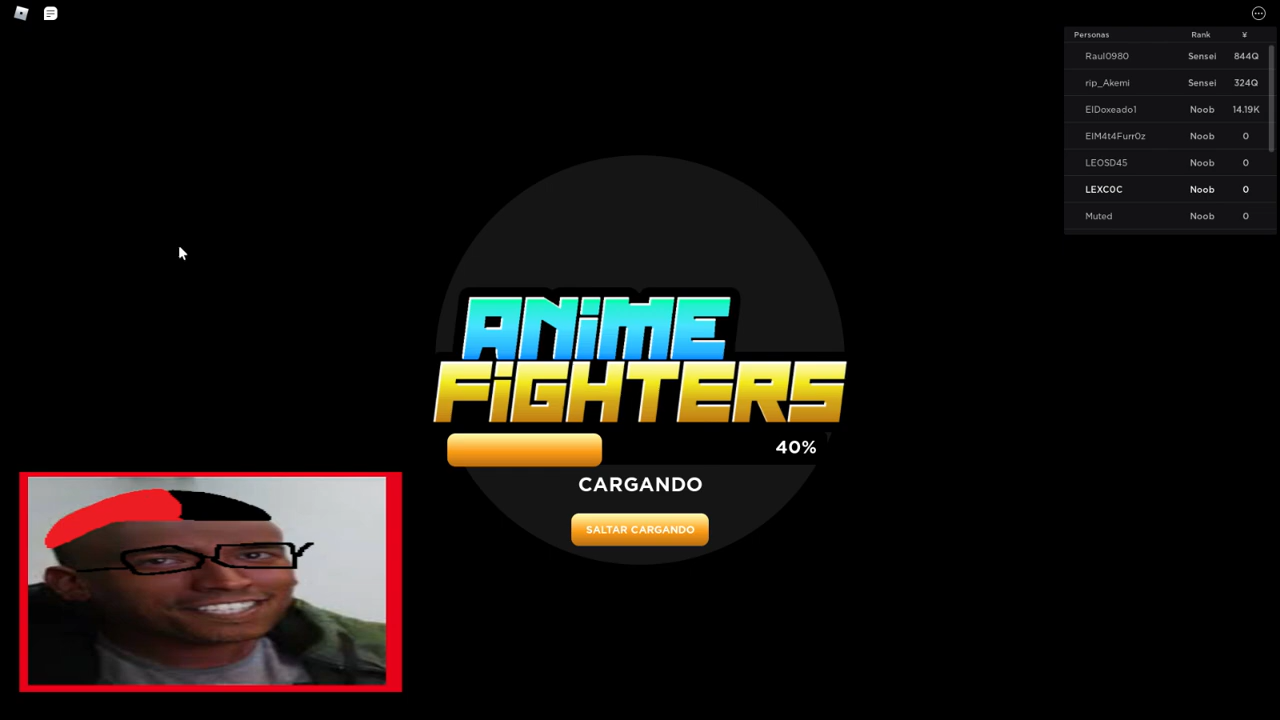 Personas Rank ¥
Raul0980 Sensei 844Q
rip_Akemi Sensei 324Q
ElDoxeado1 Noob 14.19K
ElM4t4Furr0z Noob 0
LEOSD45 Noob 0
LEXC0C Noob 0
Muted Noob 0
ANiME
FiGHTERS
40%
CARGANDO
SALTAR CARGANDO